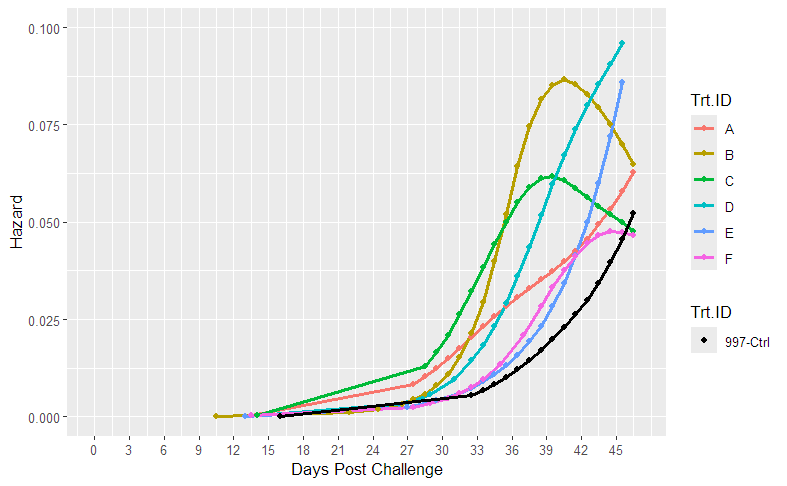 0.100
0.075
0.050
0.025
0.000
Hazard
0 3 6 9 12 15 18 21 24 27 30 33 36 39 42 45
Days Post Challenge
Trt.ID
A
B
C
D
E
F
Trt.ID
997-Ctrl